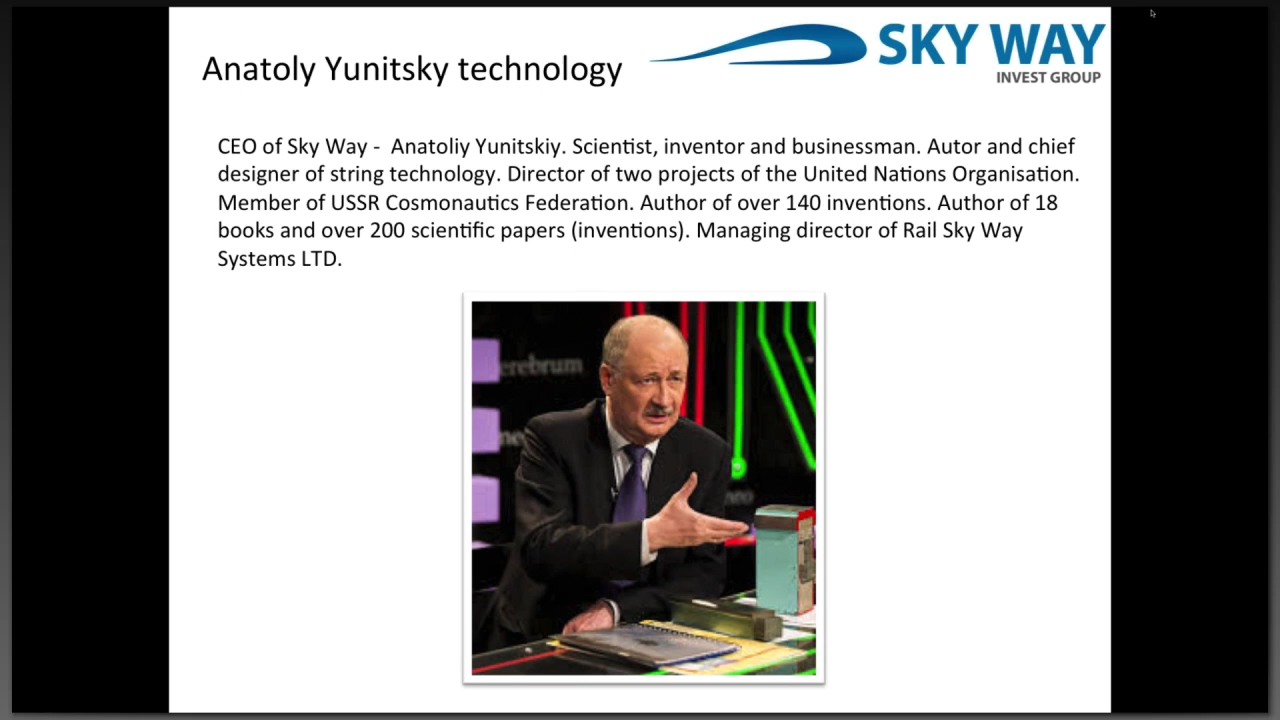 SKY WAY
INVEST GROUP
Anatoly Yunitsky technology
CEO of Sky Way -  Anatoliy Yunitskiy. Scientist, inventor and businessman. Autor and chief
designer of string technology. Director of two projects of the United Nations Organisation.
Member of USSR Cosmonautics Federation. Author of over 140 inventions. Author of 18
books and over 200 scientific papers (inventions). Managing director of Rail Sky Way
Systems LTD.